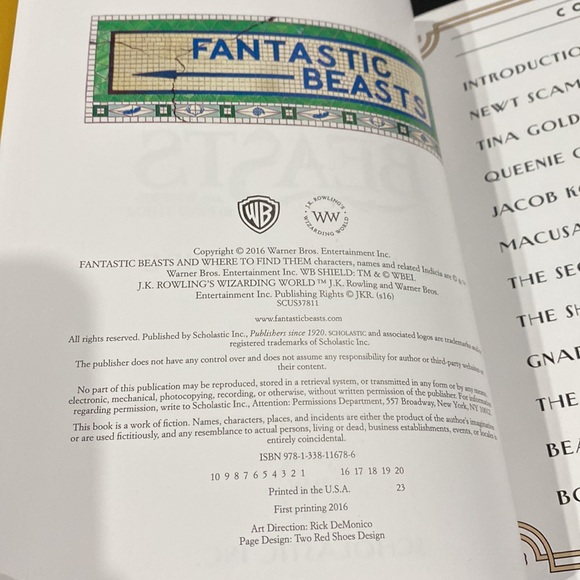 FANTASTIC
BEASTS
WB
J.K. ROWLING'S WIZARDING WORLD
WW
Copyright © 2016 Warner Bros. Entertainment Inc.
FANTASTIC BEASTS AND WHERE TO FIND THEM characters, names and related indicia are © &
Warner Bros. Entertainment Inc. WB SHIELD: TM & © WBEI.
J.K. ROWLING'S WIZARDING WORLD ™ J.K. Rowling and Warner Bros.
Entertainment Inc. Publishing Rights © JKR. (s16)
SCUS37811
www.fantasticbeasts.com
All rights reserved. Published by Scholastic Inc., Publishers since 1920. SCHOLASTIC and associated logos are trademarks
registered trademarks of Scholastic Inc.
The publisher does not have any control over and does not assume any responsibility for author or third-party websites or
their content.
No part of this publication may be reproduced, stored in a retrieval system, or transmitted in any form or by any means,
electronic, mechanical, photocopying, recording, or otherwise, without written permission of the publisher. For information
regarding permission, write to Scholastic Inc., Attention: Permissions Department, 557 Broadway, New York, NY 10012.
This book is a work of fiction. Names, characters, places, and incidents are either the product of the author's imagination
or are used fictitiously, and any resemblance to actual persons, living or dead, business establishments, events, or locales is
entirely coincidental.
ISBN 978-1-338-11678-6
10 9 8 7 6 5 4 3 2 1 16 17 18 19 20
Printed in the U.S.A. 23
First printing 2016
Art Direction: Rick DeMonico
Page Design: Two Red Shoes Design
CO
INTRODUCTIO
NEWT SCAM
TINA GOLD
QUEENIE G
JACOB KO
MACUSA
THE SEC
THE SH
GNAR
THE
BEA
BO